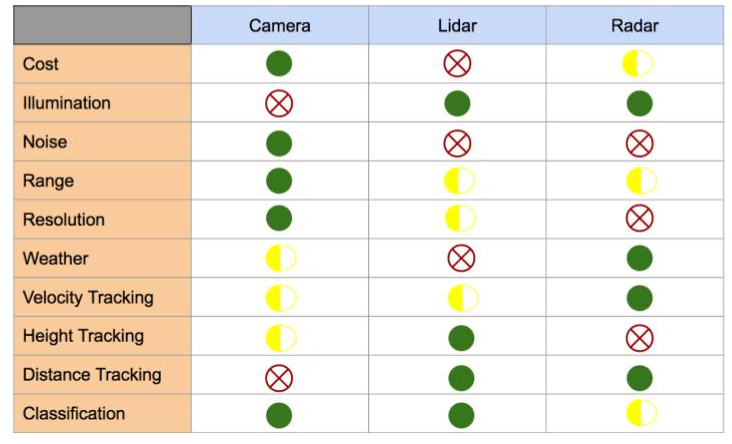 Camera Lidar Radar
Cost
Illumination
Noise
Range
Resolution
Weather
Velocity Tracking
Height Tracking
Distance Tracking
Classification